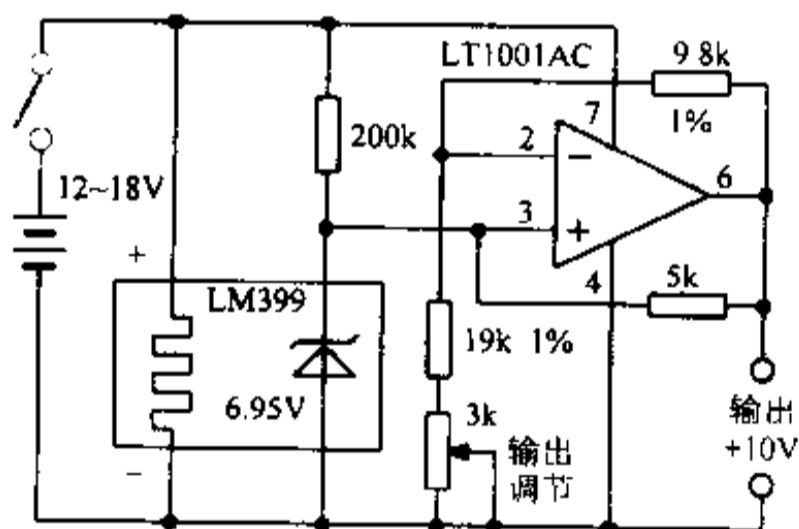 LT1001AC
9.8k
1%
7
200k
2
−
6
12~18V
3
+
+
4
5k
LM399
19k 1%
6.95V
3k
输出
调节
输出
+10V
−